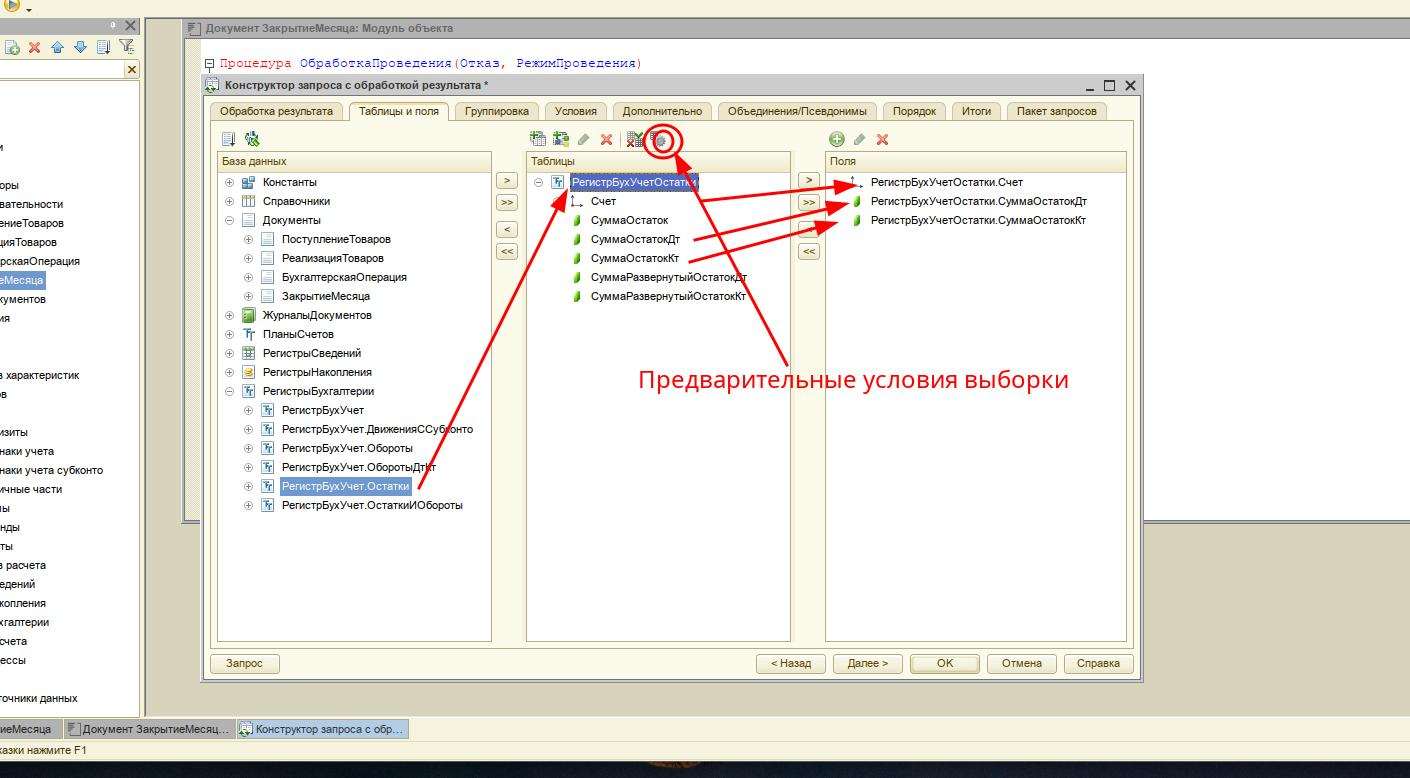 Документ ЗакрытиеМесяца: Модуль объекта
Процедура ОбработкаПроведения(Отказ, РежимПроведения)
Конструктор запроса с обработкой результата *
Обработка результата
Таблицы и поля
Группировка
Условия
Дополнительно
Объединения/Псевдонимы
Порядок
Итоги
Пакет запросов
База данных
Константы
Справочники
Документы
ПоступлениеТоваров
РеализацияТоваров
БухгалтерскаяОперация
ЗакрытиеМесяца
ЖурналыДокументов
ПланыСчетов
РегистрыСведений
РегистрыНакопления
РегистрыБухгалтерии
РегистрБухУчет
РегистрБухУчет.ДвиженияССубконто
РегистрБухУчет.Обороты
РегистрБухУчет.ОборотыДтКт
РегистрБухУчет.Остатки
РегистрБухУчет.ОстаткиИОбороты
>
>>
<
<<
Таблицы
РегистрБухУчетОстатки
Счет
СуммаОстаток
СуммаОстатокДт
СуммаОстатокКт
СуммаРазвернутыйОстатокДт
СуммаРазвернутыйОстатокКт
Предварительные условия выборки
>
>>
<<
Поля
РегистрБухУчетОстатки.Счет
РегистрБухУчетОстатки.СуммаОстатокДт
РегистрБухУчетОстатки.СуммаОстатокКт
Запрос
< Назад
Далее >
OK
Отмена
Справка
и
оры
овательности
ениеТоваров
цияТоваров
рскаяОперация
еМесяца
кументов
ия
в характеристик
ов
изиты
наки учета
наки учета субконто
ичные части
мы
нды
ты
в расчета
едений
копления
хгалтерии
счета
ессы
точники данных
иеМесяца
Документ ЗакрытиеМесяц...
Конструктор запроса с обр...
казки нажмите F1